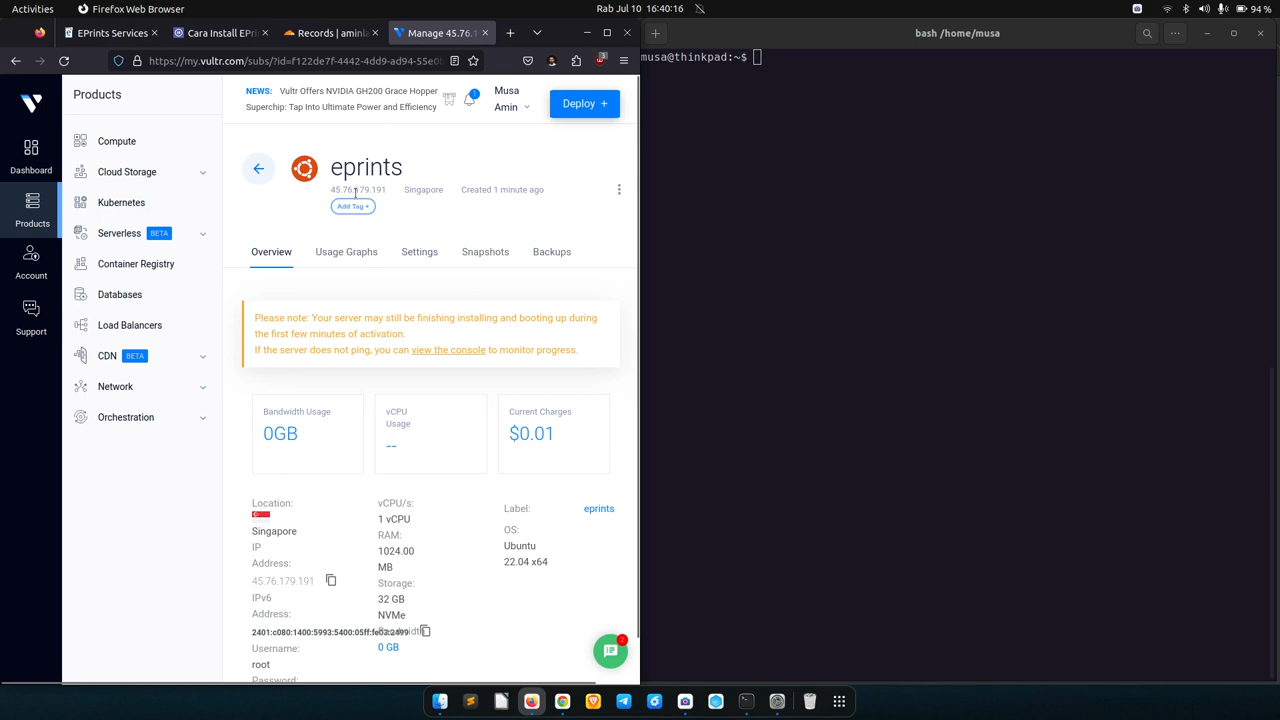 Activities
Firefox Web Browser
Rab Jul 10 16:40:16
94 %
EPrints Services
Cara Install EPri
Records | aminla
Manage 45.76.1
bash /home/musa
https://my.vultr.com/subs/?id=f122de7f-4442-4dd9-ad94-55e0b
3
musa@thinkpad:~$
Products
NEWS: Vultr Offers NVIDIA GH200 Grace Hopper
Superchip: Tap Into Ultimate Power and Efficiency
1
Musa
Amin
Deploy +
Dashboard
Products
Account
Support
Compute
Cloud Storage
Kubernetes
Serverless BETA
Container Registry
Databases
Load Balancers
CDN BETA
Network
Orchestration
eprints
45.76.179.191 Singapore Created 1 minute ago
Add Tag +
Overview Usage Graphs Settings Snapshots Backups
Please note: Your server may still be finishing installing and booting up during
the first few minutes of activation.
If the server does not ping, you can view the console to monitor progress.
Bandwidth Usage
0GB
vCPU
Usage
--
Current Charges
$0.01
Location:
Singapore
IP
Address:
45.76.179.191
IPv6
Address:
Username:
root
Password:
vCPU/s:
1 vCPU
RAM:
1024.00
MB
Storage:
32 GB
NVMe
Bandwidth
0 GB
Label: eprints
OS:
Ubuntu
22.04 x64
2